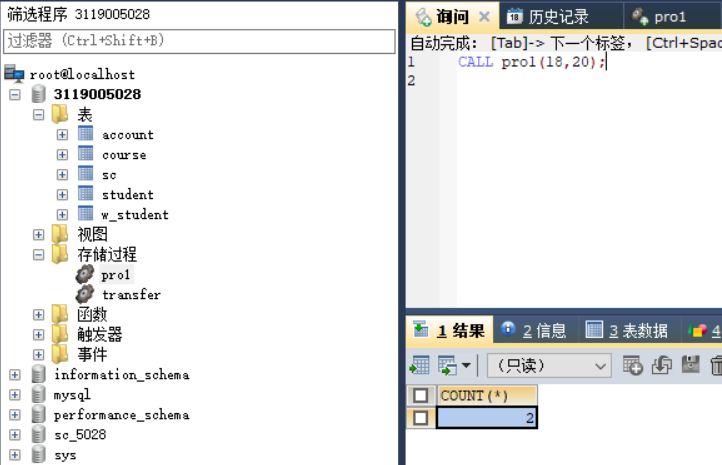 筛选程序 3119005028
过滤器 (Ctrl+Shift+B)
root@localhost
3119005028
表
account
course
sc
student
w_student
视图
存储过程
pro1
transfer
函数
触发器
事件
information_schema
mysql
performance_schema
sc_5028
sys
询问
历史记录
pro1
自动完成： [Tab]-> 下一个标签， [Ctrl+Spac
1 CALL pro1(18,20);
2
1 结果
2 信息
3 表数据
4
（只读）
COUNT(*)
2